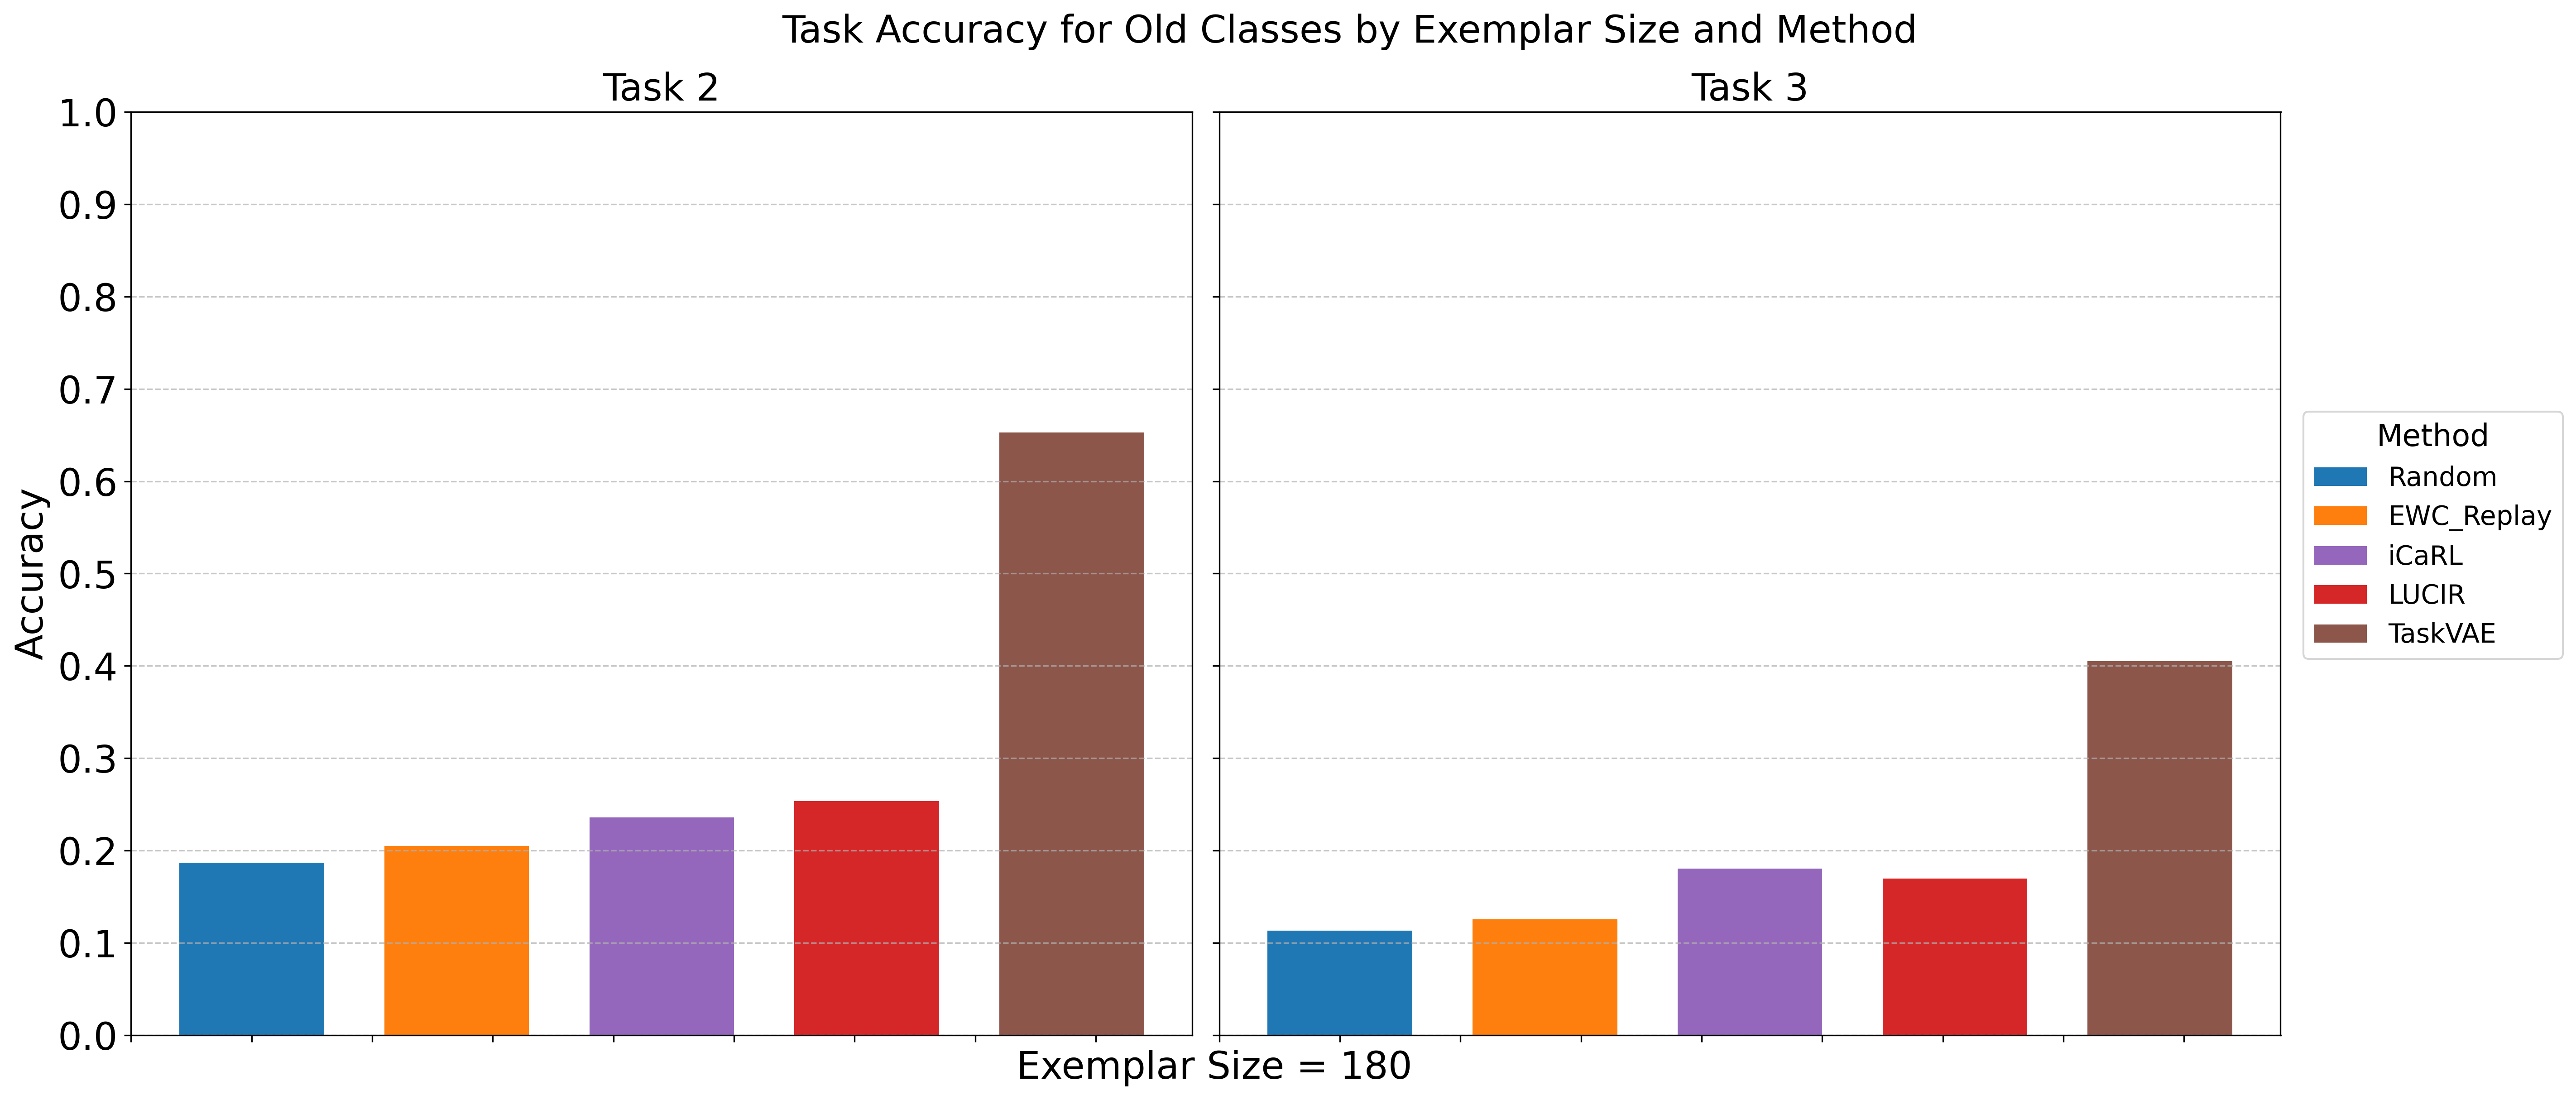 Task Accuracy for Old Classes by Exemplar Size and Method
Task 2
Task 3
1.0
0.9
0.8
0.7
0.6
0.5
0.4
0.3
0.2
0.1
0.0
Accuracy
Exemplar Size = 180
Method
Random
EWC_Replay
iCaRL
LUCIR
TaskVAE